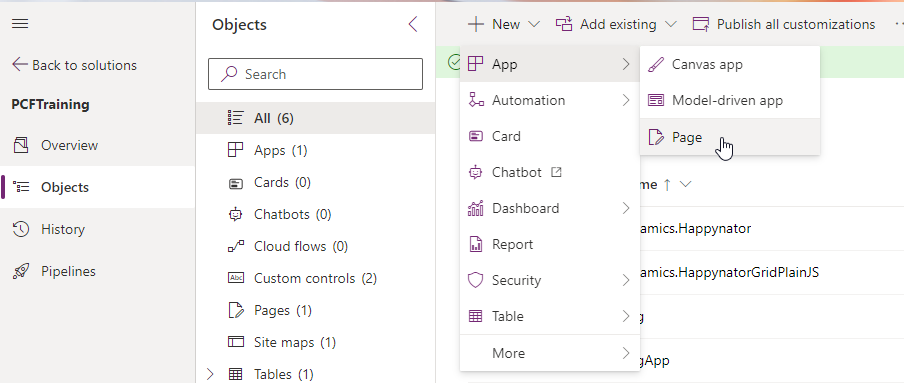 Objects
New
Add existing
Publish all customizations
Back to solutions
PCFTraining
Overview
Objects
History
Pipelines
Search
All (6)
Apps (1)
Cards (0)
Chatbots (0)
Cloud flows (0)
Abc
Custom controls (2)
Pages (1)
Site maps (1)
Tables (1)
App
Automation
Card
Chatbot
Dashboard
Report
Security
Table
More
Canvas app
Model-driven app
Page
me ↑
amics.Happynator
amics.HappynatorGridPlainJS
g
gApp